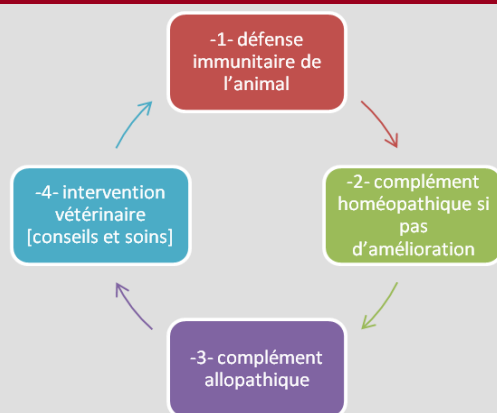 -1- défense
immunitaire de
l'animal
-2- complément
homéopathique si
pas
d'amélioration
-3- complément
allopathique
-4- intervention
vétérinaire
[conseils et soins]